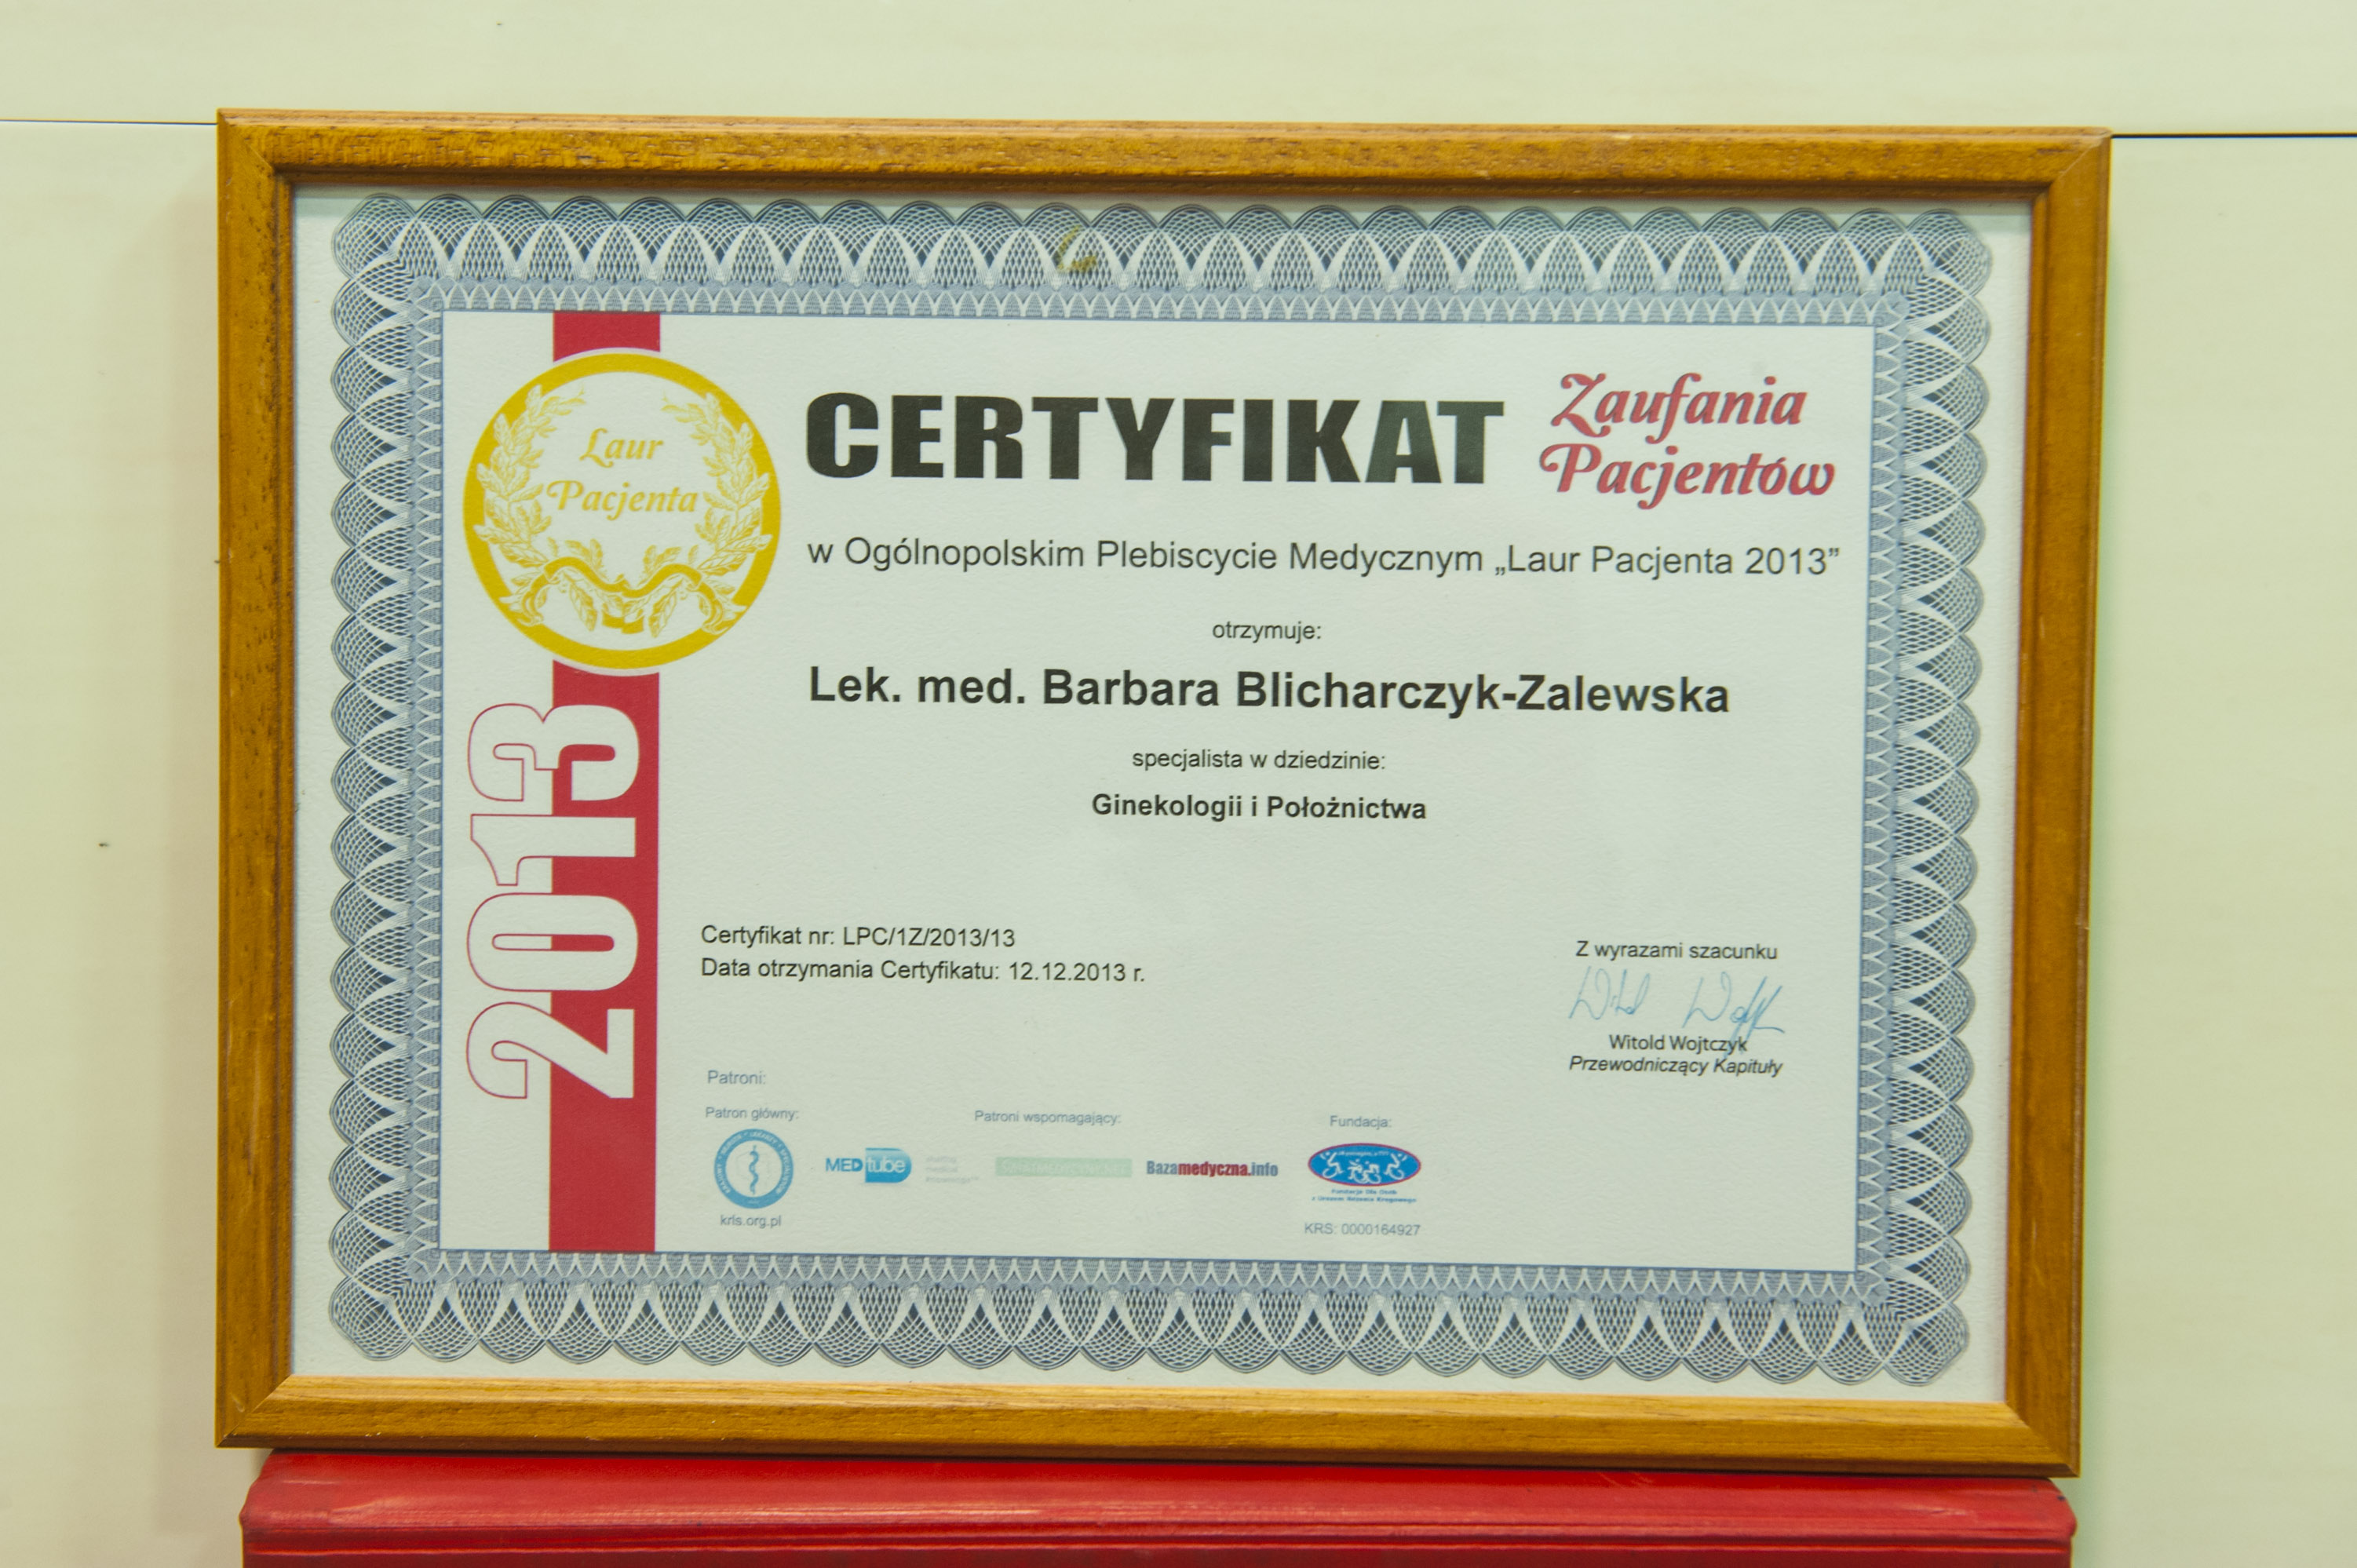 Laur
Pacjenta
2013
CERTYFIKAT
Zaufania
Pacjentów
w Ogólnopolskim Plebiscycie Medycznym „Laur Pacjenta 2013”
otrzymuje:
Lek. med. Barbara Blicharczyk-Zalewska
specjalista w dziedzinie:
Ginekologii i Położnictwa
Certyfikat nr: LPC/1Z/2013/13
Data otrzymania Certyfikatu: 12.12.2013 r.
Z wyrazami szacunku
Witold Wojtczyk
Przewodniczący Kapituły
Patroni:
Patron główny:
krls.org.pl
Patroni wspomagający:
MEDtube
Bazamedyczna.info
Fundacja:
KRS: 0000164927